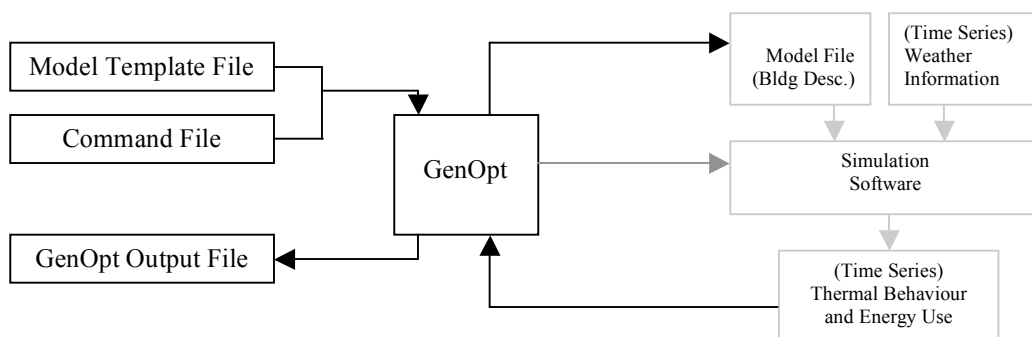 Model Template File
Command File
GenOpt Output File
GenOpt
Model File
(Bldg Desc.)
(Time Series)
Weather
Information
Simulation
Software
(Time Series)
Thermal Behaviour
and Energy Use